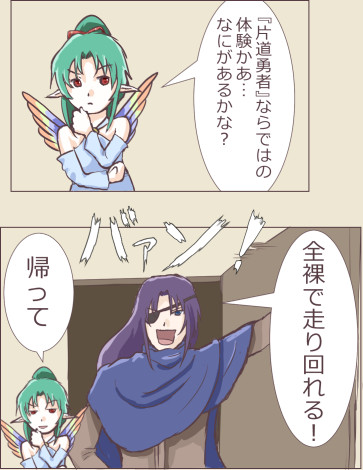 『片道勇者』ならではの
体験かあ…
なにがあるかな？
バァン！
全裸で走り回れる！
帰って